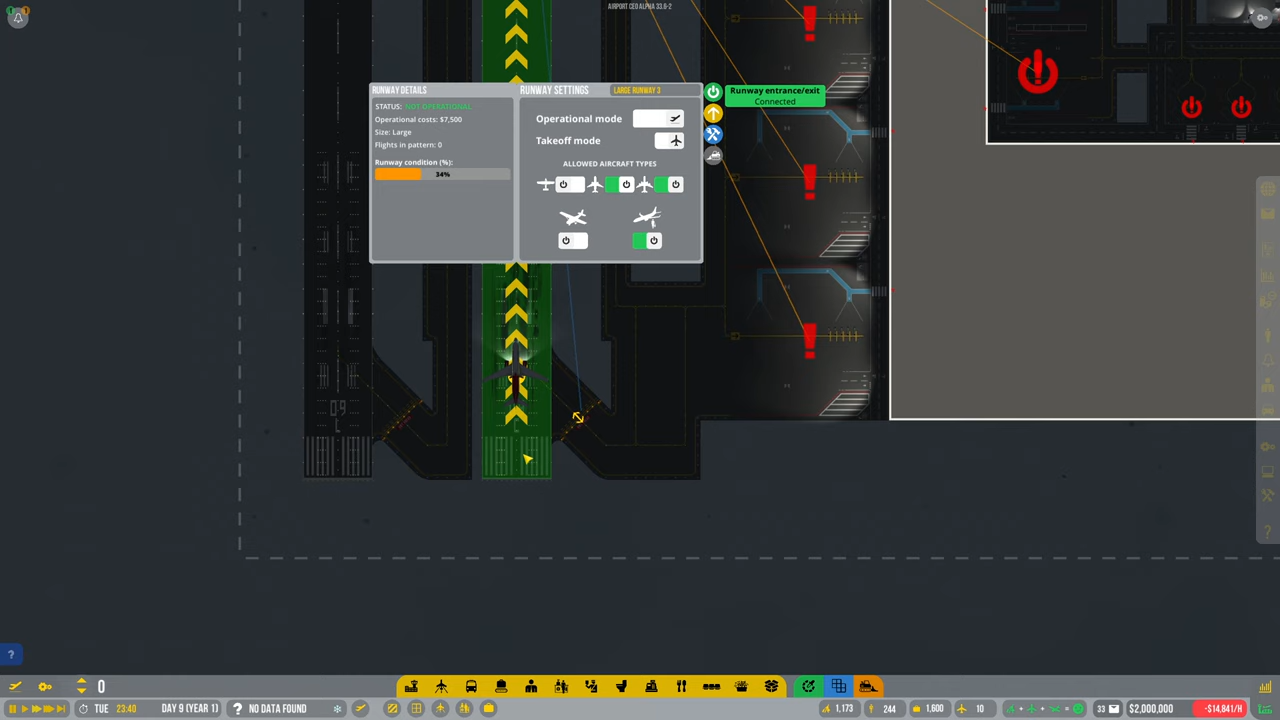 AIRPORT CEO ALPHA 33.6-2
RUNWAY DETAILS
STATUS: NOT OPERATIONAL
Operational costs: $7,500
Size: Large
Flights in pattern: 0
Runway condition (%):
34%
RUNWAY SETTINGS
LARGE RUNWAY 3
Operational mode
Takeoff mode
ALLOWED AIRCRAFT TYPES
Runway entrance/exit
Connected
09
L
?
0
TUE 23:40
DAY 9 (YEAR 1)
? NO DATA FOUND
1,173
244
1,600
10
33
$2,000,000
-$14,841/H